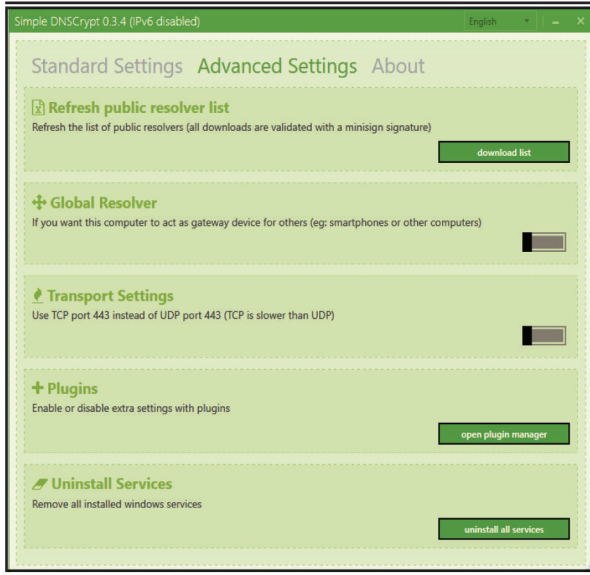 Simple DNSCrypt 0.3.4 (IPv6 disabled) English
Standard Settings Advanced Settings About
Refresh public resolver list
Refresh the list of public resolvers (all downloads are validated with a minisign signature)
download list
Global Resolver
If you want this computer to act as gateway device for others (eg: smartphones or other computers)
Transport Settings
Use TCP port 443 instead of UDP port 443 (TCP is slower than UDP)
Plugins
Enable or disable extra settings with plugins
open plugin manager
Uninstall Services
Remove all installed windows services
uninstall all services